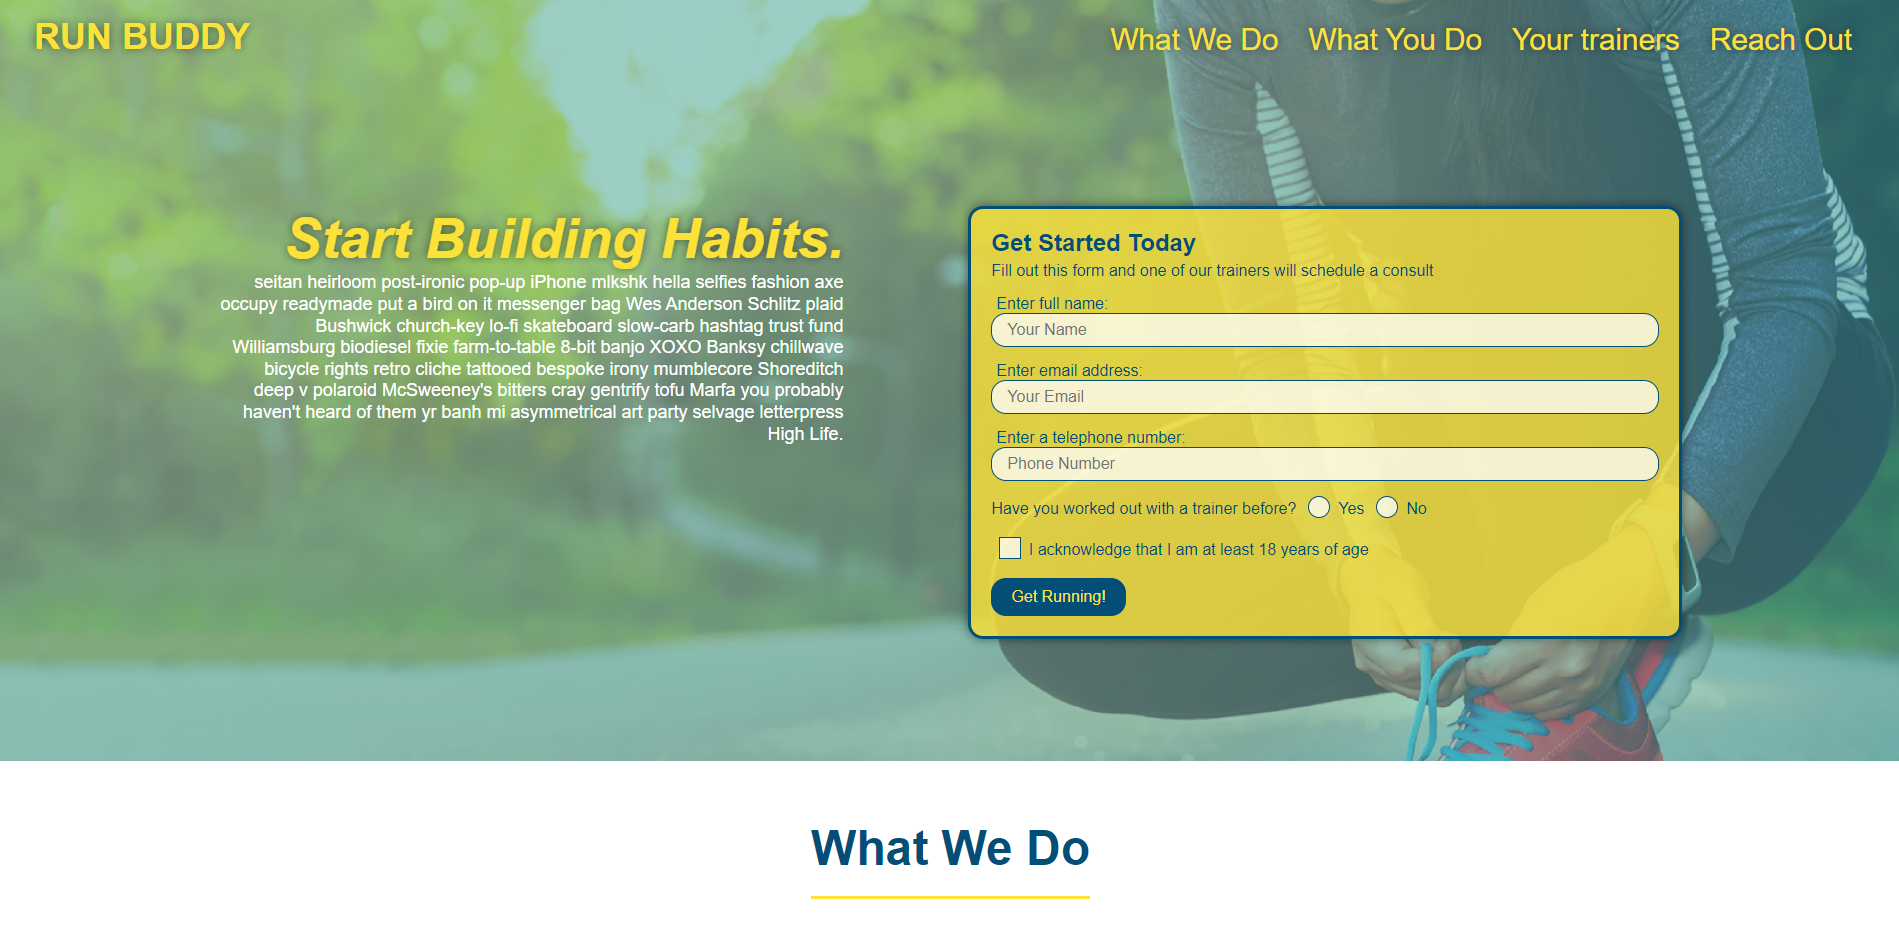 RUN BUDDY
What We Do
What You Do
Your trainers
Reach Out
Start Building Habits.
seitan heirloom post-ironic pop-up iPhone mlkshk hella selfies fashion axe
occupy readymade put a bird on it messenger bag Wes Anderson Schlitz plaid
Bushwick church-key lo-fi skateboard slow-carb hashtag trust fund
Williamsburg biodiesel fixie farm-to-table 8-bit banjo XOXO Banksy chillwave
bicycle rights retro cliche tattooed bespoke irony mumblecore Shoreditch
deep v polaroid McSweeney's bitters cray gentrify tofu Marfa you probably
haven't heard of them yr banh mi asymmetrical art party selvage letterpress
High Life.
Get Started Today
Fill out this form and one of our trainers will schedule a consult
Enter full name:
Your Name
Enter email address:
Your Email
Enter a telephone number:
Phone Number
Have you worked out with a trainer before? Yes No
I acknowledge that I am at least 18 years of age
Get Running!
What We Do